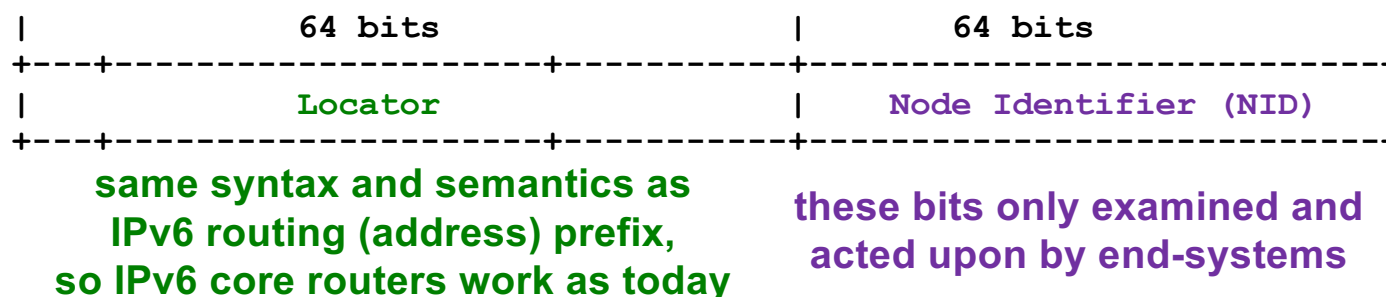 | 64 bits | 64 bits
+---+---------------------+-----------+-----------------------------
| Locator | Node Identifier (NID)
+---+---------------------+-----------+-----------------------------
same syntax and semantics as
IPv6 routing (address) prefix,
so IPv6 core routers work as today
these bits only examined and
acted upon by end-systems